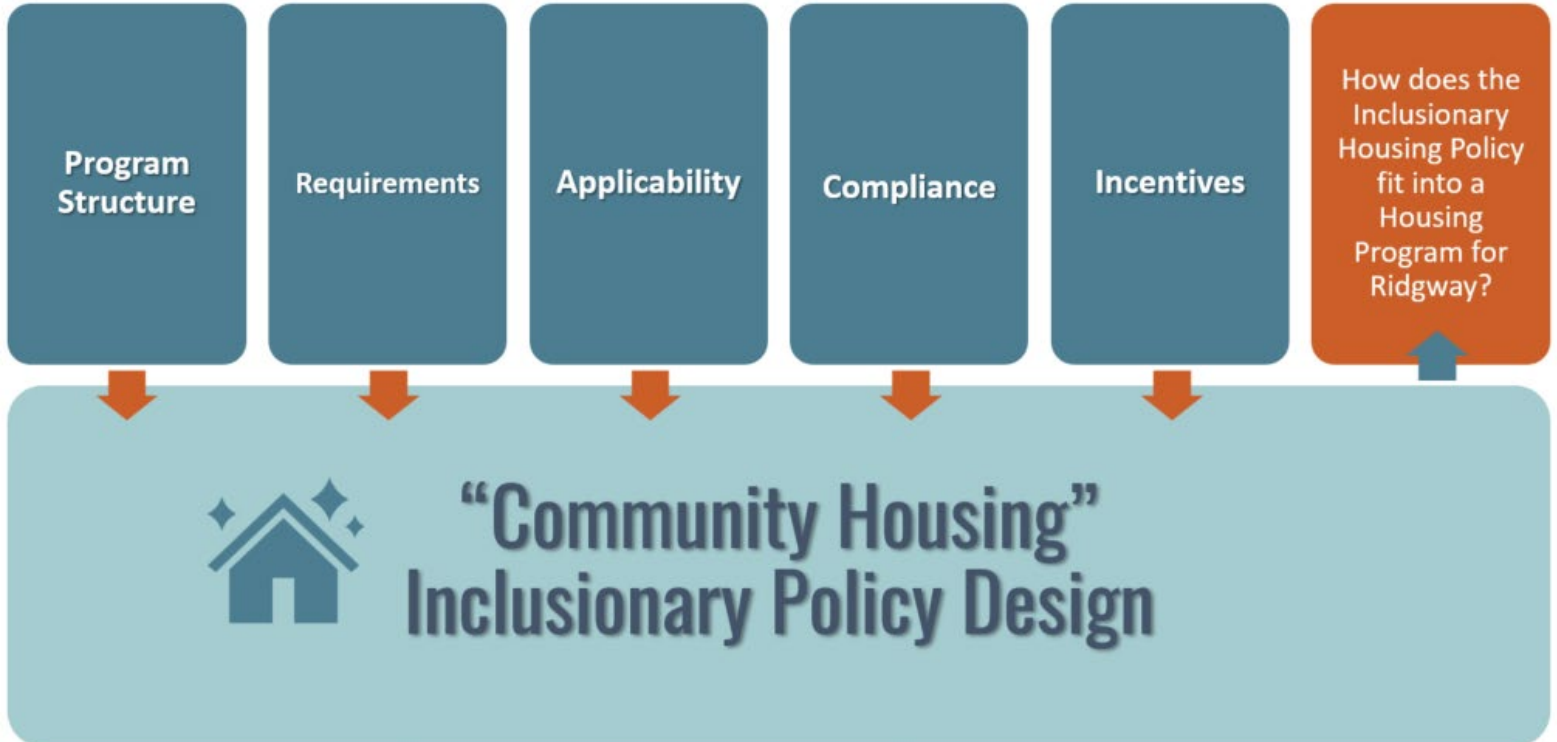 Program
Structure
Requirements
Applicability
Compliance
Incentives
How does the
Inclusionary
Housing Policy
fit into a
Housing
Program for
Ridgway?
“Community Housing”
Inclusionary Policy Design